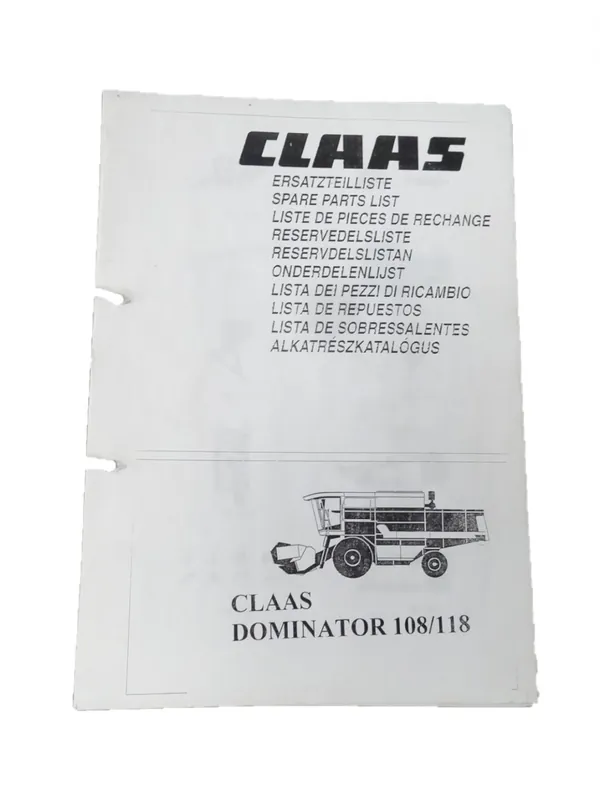 CLAAS
ERSATZTEILLISTE
SPARE PARTS LIST
LISTE DE PIECES DE RECHANGE
RESERVEDELSLISTE
RESERVDELSLISTAN
ONDERDELENLIJST
LISTA DEI PEZZI DI RICAMBIO
LISTA DE REPUESTOS
LISTA DE SOBRESSALENTES
ALKATRÉSZKATALÓGUS
CLAAS
DOMINATOR 108/118